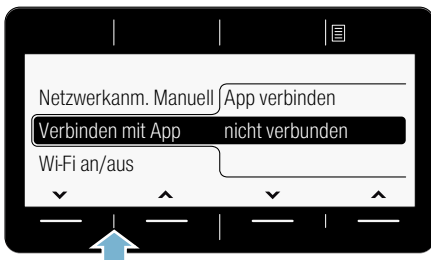 Netzwerkanm. Manuell App verbinden
Verbinden mit App nicht verbunden
Wi-Fi an/aus